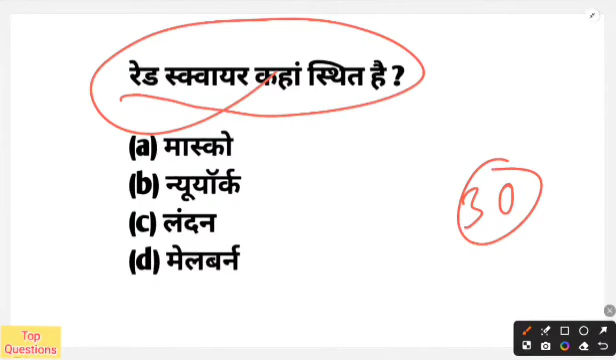 रेड स्क्वायर कहां स्थित है ?
(a) मास्को
(b) न्यूयॉर्क
(c) लंदन
(d) मेलबर्न
30
Top
Questions